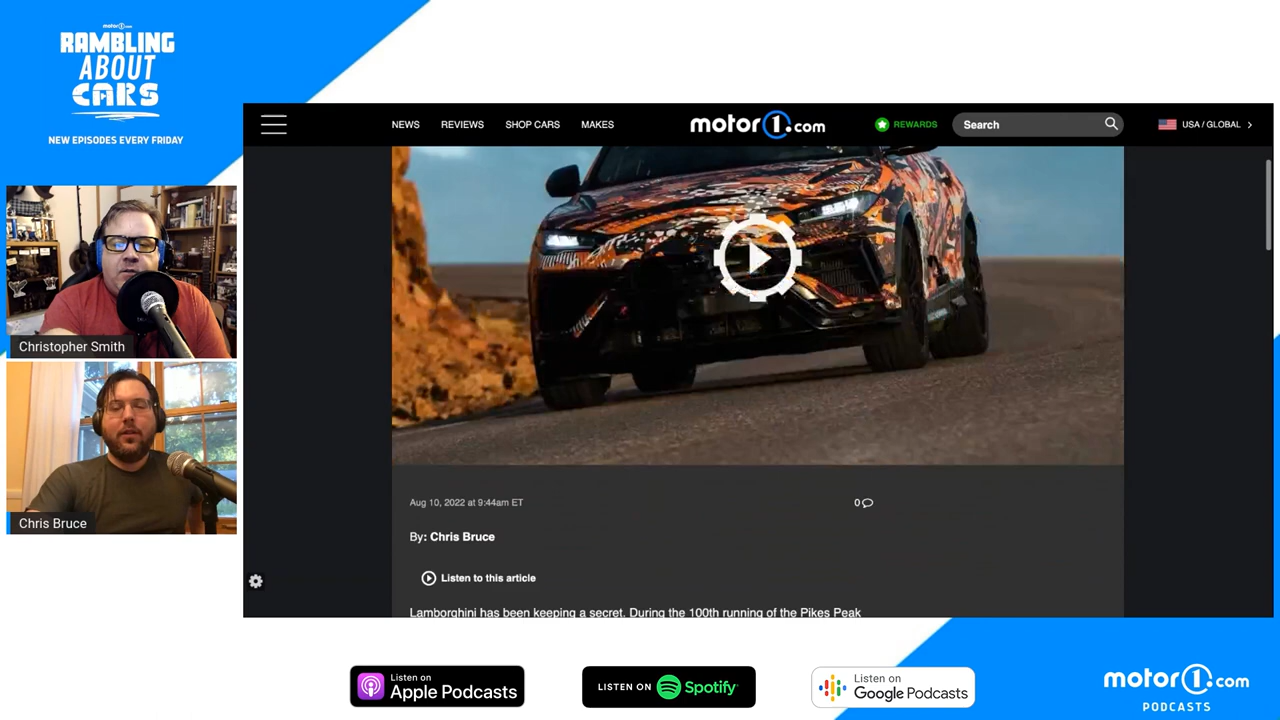 motor1.com
RAMBLING
ABOUT
CARS
NEW EPISODES EVERY FRIDAY
Christopher Smith
Chris Bruce
NEWS REVIEWS SHOP CARS MAKES motor1.com REWARDS Search USA / GLOBAL
Aug 10, 2022 at 9:44am ET 0
By: Chris Bruce
Listen to this article
Lamborghini has been keeping a secret. During the 100th running of the Pikes Peak
Listen on
Apple Podcasts
LISTEN ON Spotify
Listen on
Google Podcasts
motor1.com
PODCASTS